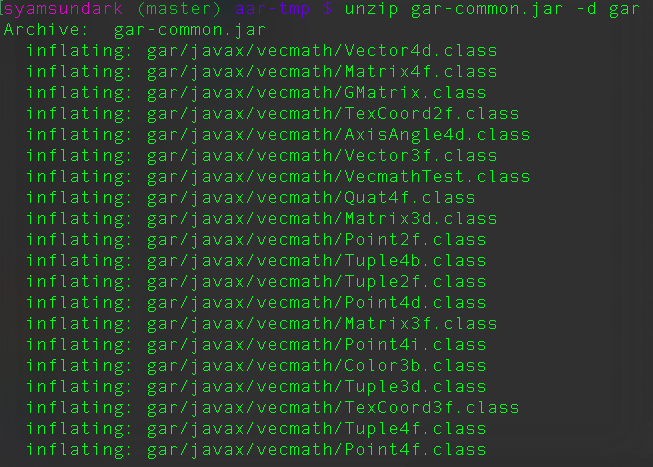 [syamsundark (master) aar-tmp $ unzip gar-common.jar -d gar
Archive:  gar-common.jar
  inflating: gar/javax/vecmath/Vector4d.class
  inflating: gar/javax/vecmath/Matrix4f.class
  inflating: gar/javax/vecmath/GMatrix.class
  inflating: gar/javax/vecmath/TexCoord2f.class
  inflating: gar/javax/vecmath/AxisAngle4d.class
  inflating: gar/javax/vecmath/Vector3f.class
  inflating: gar/javax/vecmath/VecmathTest.class
  inflating: gar/javax/vecmath/Quat4f.class
  inflating: gar/javax/vecmath/Matrix3d.class
  inflating: gar/javax/vecmath/Point2f.class
  inflating: gar/javax/vecmath/Tuple4b.class
  inflating: gar/javax/vecmath/Tuple2f.class
  inflating: gar/javax/vecmath/Point4d.class
  inflating: gar/javax/vecmath/Matrix3f.class
  inflating: gar/javax/vecmath/Point4i.class
  inflating: gar/javax/vecmath/Color3b.class
  inflating: gar/javax/vecmath/Tuple3d.class
  inflating: gar/javax/vecmath/TexCoord3f.class
  inflating: gar/javax/vecmath/Tuple4f.class
  inflating: gar/javax/vecmath/Point4f.class